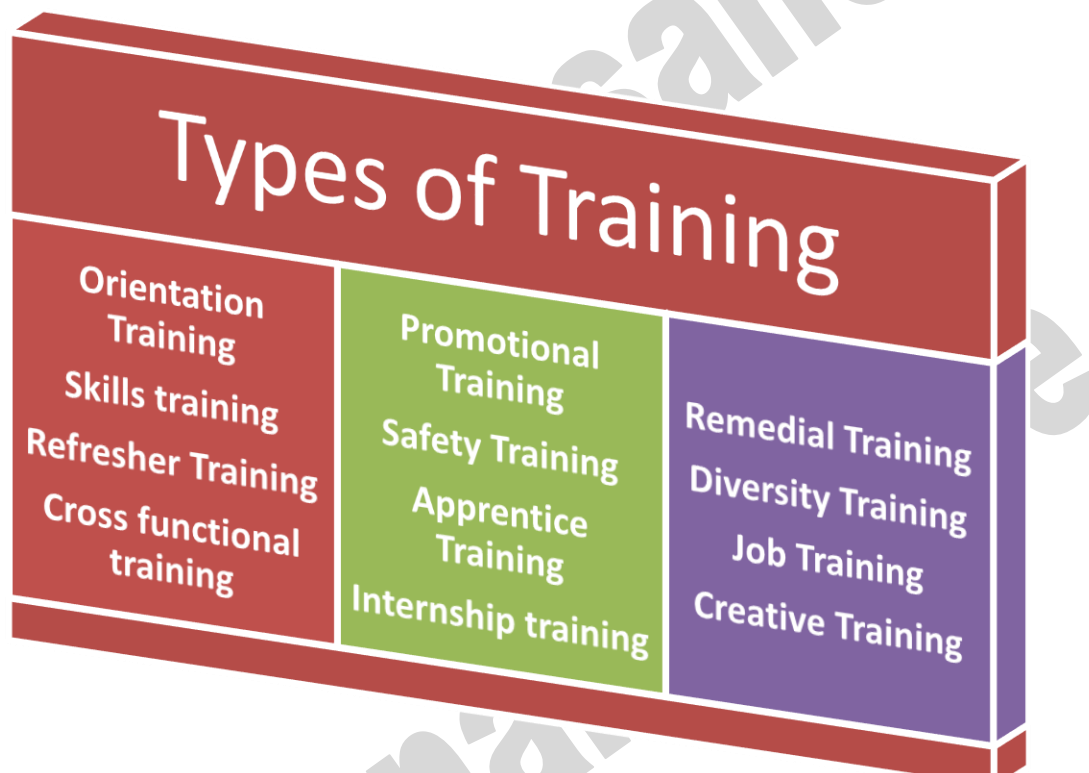 Types of Training
Orientation
Training
Skills training
Refresher Training
Cross functional
training
Promotional
Training
Safety Training
Apprentice
Training
Internship training
Remedial Training
Diversity Training
Job Training
Creative Training